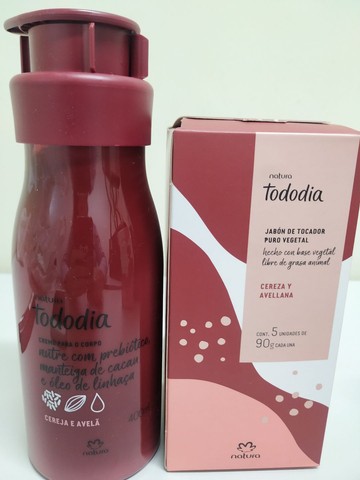 natura
Tododia
CREME PARA O CORPO
nutre com prebiótico
manteiga de cacau
e óleo de linhaça
CEREJA E AVELÃ
natura
natura
Tododia
JABÓN DE TOCADOR
PURO VEGETAL
hecho con base vegetal
libre de grasa animal
CEREZA Y
AVELLANA
CONT. 5 UNIDADES DE
90g CADA UNA
natura